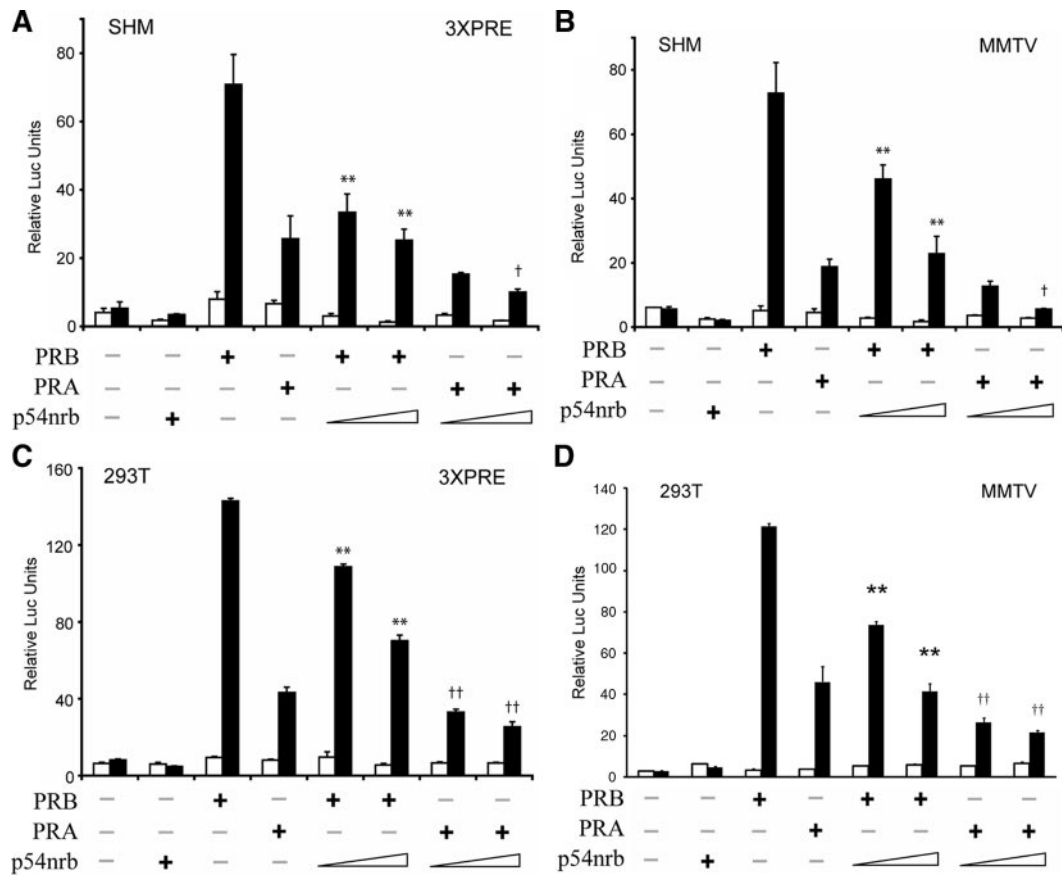 A
SHM 3XPRE
Relative Luc Units
80
60
40
20
0
** ** †
PRB — — + — + + — —
PRA — — — + — — + +
p54nrb — + — —
B
SHM MMTV
Relative Luc Units
80
60
40
20
0
** ** †
PRB — — + — + + — —
PRA — — — + — — + +
p54nrb — + — —
C
293T 3XPRE
Relative Luc Units
160
120
80
40
0
** ** †† ††
PRB — — + — + + — —
PRA — — — + — — + +
p54nrb — + — —
D
293T MMTV
Relative Luc Units
140
120
100
80
60
40
20
0
** ** †† ††
PRB — — + — + + — —
PRA — — — + — — + +
p54nrb — + — —